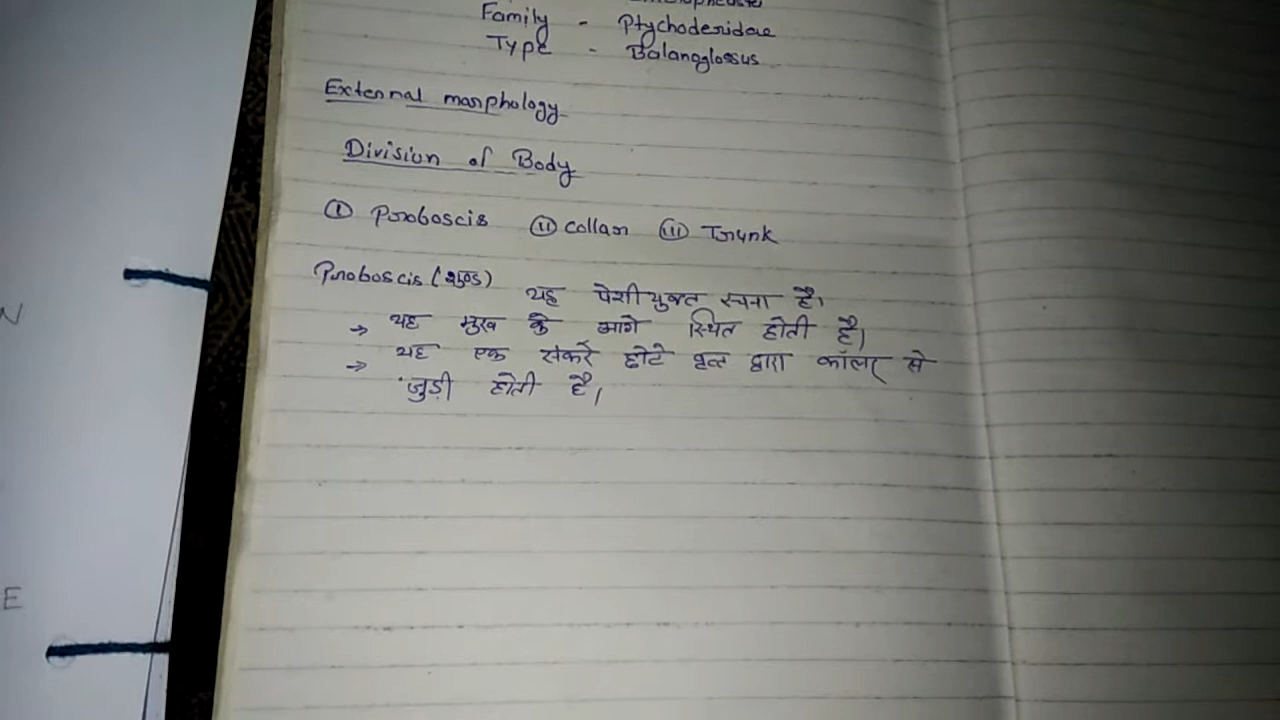 Family - Ptychoderidae
Type - Balanoglossus
External morphology
Division of Body
(i) Proboscis (ii) Collar (iii) Trunk
Proboscis (शुण्ड)
यह पेशीयुक्त रचना है।
→ यह मुख के आगे स्थित होती है।
→ यह एक संकरे छोटे वृन्त द्वारा कॉलर से
जुड़ी होती है।
N
E